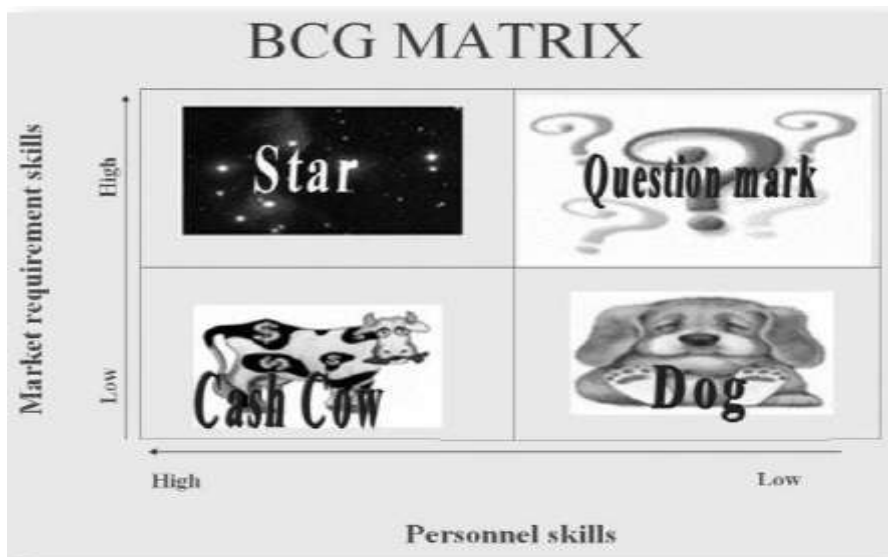 BCG MATRIX
Market requirement skills
High
Low
Star
Question mark
Cash Cow
Dog
High
Low
Personnel skills